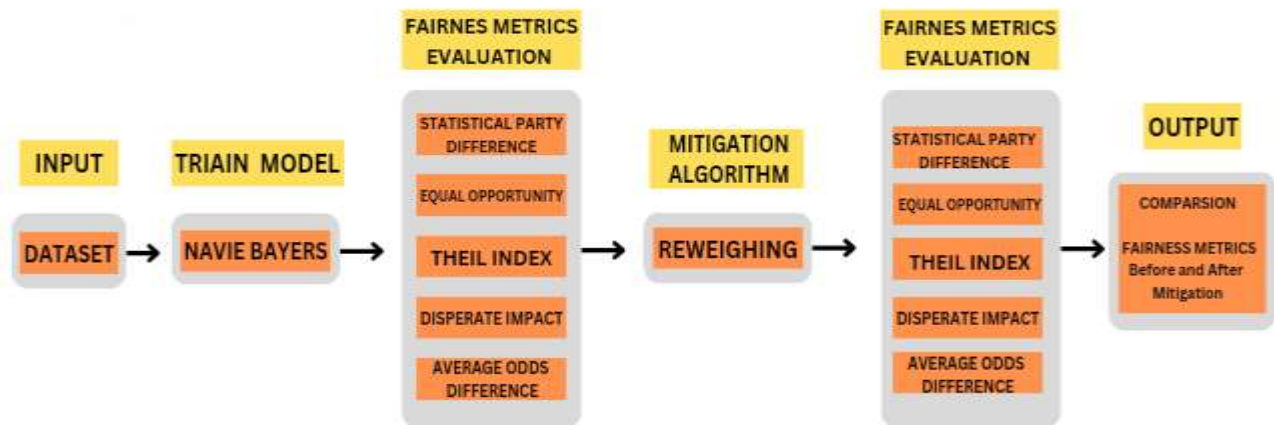 INPUT
DATASET
TRIAIN MODEL
NAVIE BAYERS
FAIRNES METRICS
EVALUATION
STATISTICAL PARTY
DIFFERENCE
EQUAL OPPORTUNITY
THEIL INDEX
DISPERATE IMPACT
AVERAGE ODDS
DIFFERENCE
MITIGATION
ALGORITHM
REWEIGHING
FAIRNES METRICS
EVALUATION
STATISTICAL PARTY
DIFFERENCE
EQUAL OPPORTUNITY
THEIL INDEX
DISPERATE IMPACT
AVERAGE ODDS
DIFFERENCE
OUTPUT
COMPARSION
FAIRNESS METRICS
Before and After
Mitigation